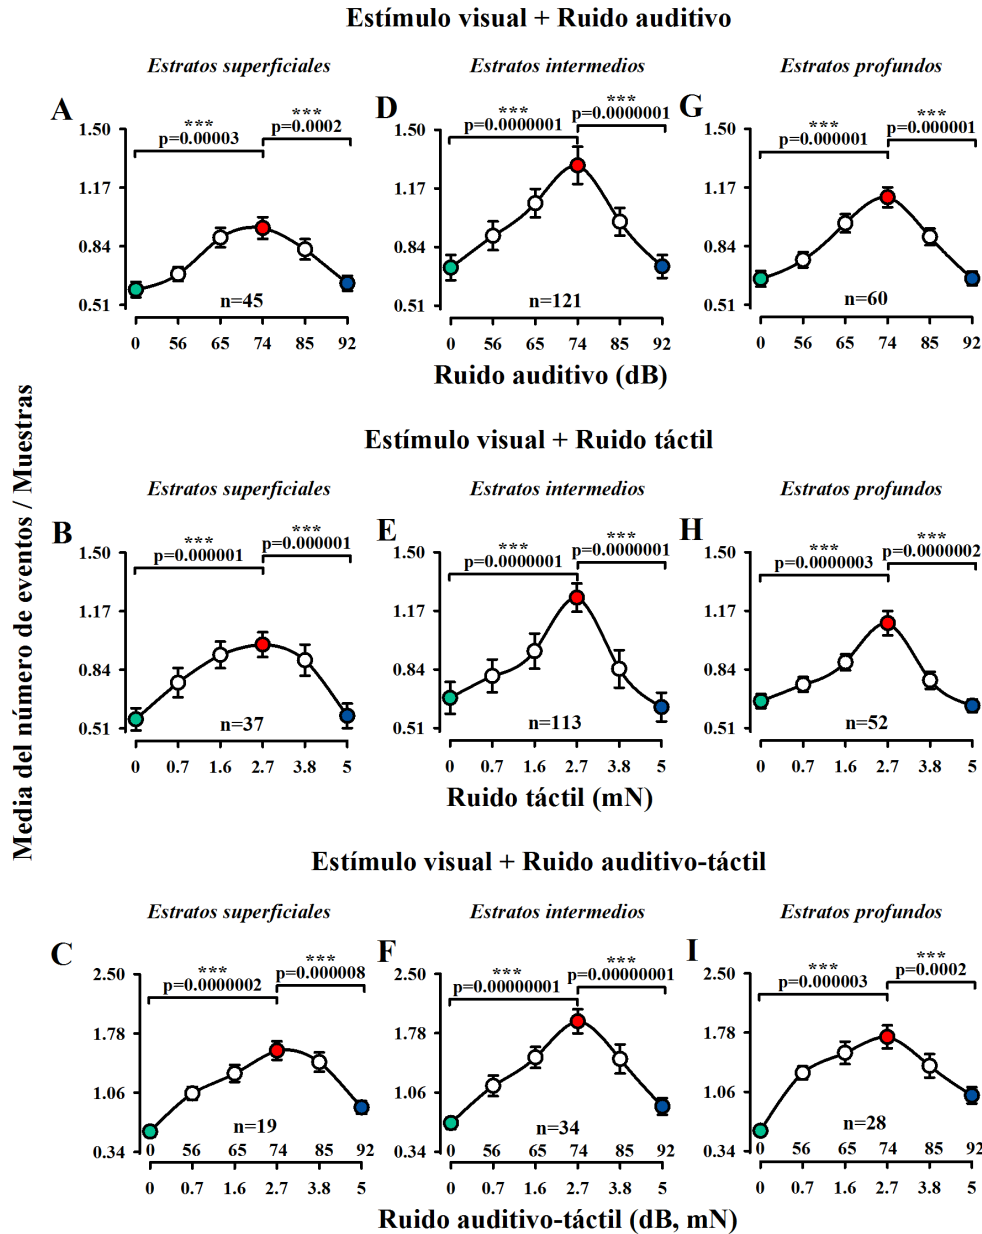 Estímulo visual + Ruido auditivo
Estratos superficiales
Estratos intermedios
Estratos profundos
A
***
p=0.00003
***
p=0.0002
1.50
1.17
0.84
0.51
n=45
0 56 65 74 85 92
D
***
p=0.0000001
***
p=0.0000001
1.50
1.17
0.84
0.51
n=121
0 56 65 74 85 92
G
***
p=0.000001
***
p=0.000001
1.50
1.17
0.84
0.51
n=60
0 56 65 74 85 92
Ruido auditivo (dB)
Media del número de eventos / Muestras
Estímulo visual + Ruido táctil
Estratos superficiales
Estratos intermedios
Estratos profundos
B
***
p=0.000001
***
p=0.000001
1.50
1.17
0.84
0.51
n=37
0 0.7 1.6 2.7 3.8 5
E
***
p=0.0000001
***
p=0.0000001
1.50
1.17
0.84
0.51
n=113
0 0.7 1.6 2.7 3.8 5
H
***
p=0.0000003
***
p=0.0000002
1.50
1.17
0.84
0.51
n=52
0 0.7 1.6 2.7 3.8 5
Ruido táctil (mN)
Estímulo visual + Ruido auditivo-táctil
Estratos superficiales
Estratos intermedios
Estratos profundos
C
***
p=0.0000002
***
p=0.000008
2.50
1.78
1.06
0.34
n=19
0 56 65 74 85 92
0 0.7 1.6 2.7 3.8 5
F
***
p=0.00000001
***
p=0.00000001
2.50
1.78
1.06
0.34
n=34
56 65 74 85 92
0 0.7 1.6 2.7 3.8 5
I
***
p=0.000003
***
p=0.0002
2.50
1.78
1.06
0.34
n=28
0 56 65 74 85 92
0 0.7 1.6 2.7 3.8 5
Ruido auditivo-táctil (dB, mN)